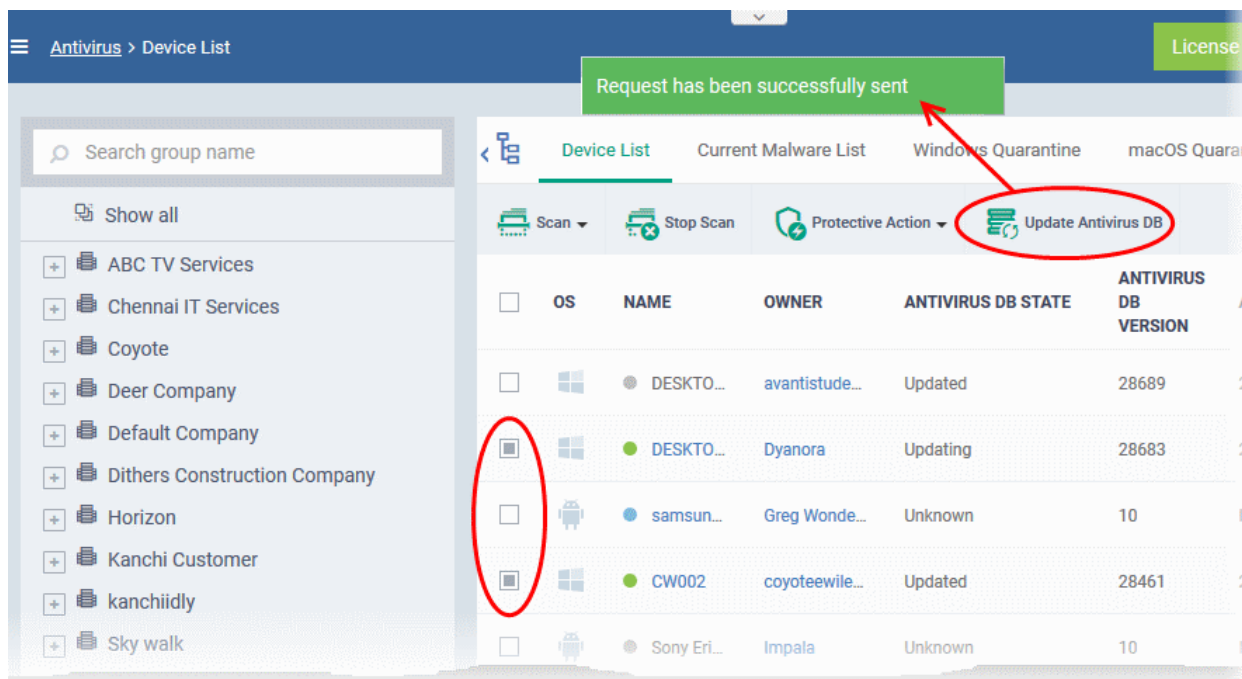 Antivirus > Device List
License
Request has been successfully sent
Search group name
Show all
ABC TV Services
Chennai IT Services
Coyote
Deer Company
Default Company
Dithers Construction Company
Horizon
Kanchi Customer
kanchiidly
Sky walk
Device List Current Malware List Windows Quarantine macOS Quara
Scan Stop Scan Protective Action Update Antivirus DB
OS NAME OWNER ANTIVIRUS DB STATE ANTIVIRUS DB VERSION
DESKTO... avantistude... Updated 28689
DESKTO... Dyanora Updating 28683
samsun... Greg Wonde... Unknown 10
CW002 coyoteewile... Updated 28461
Sony Eri... Impala Unknown 10